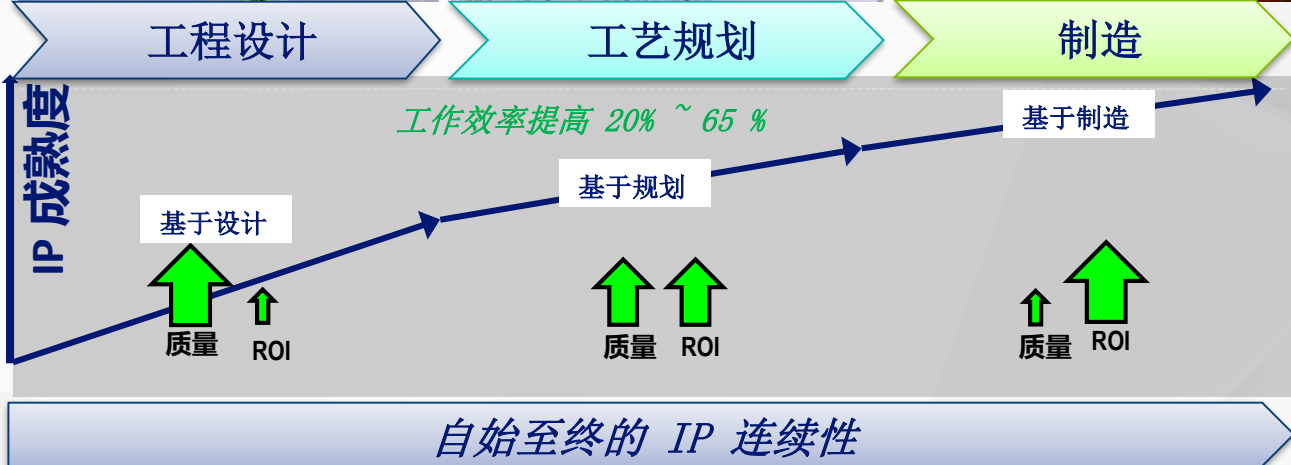 工程设计
工艺规划
制造
IP 成熟度
工作效率提高 20% ~ 65 %
基于制造
基于规划
基于设计
质量
ROI
质量
ROI
质量
ROI
自始至终的 IP 连续性